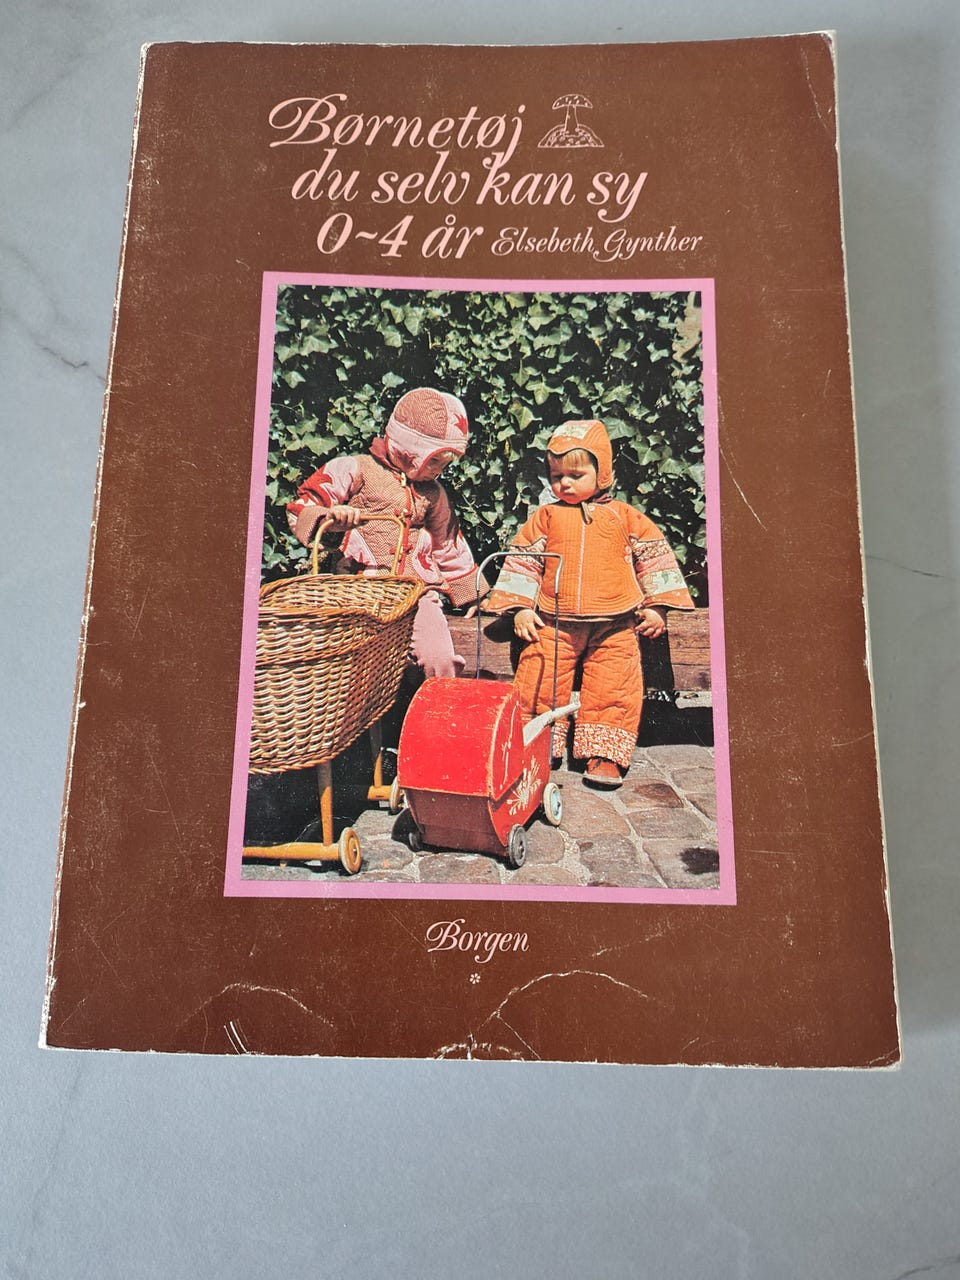 Børnetøj
du selv kan sy
0~4 år Elsebeth Gynther
Borgen